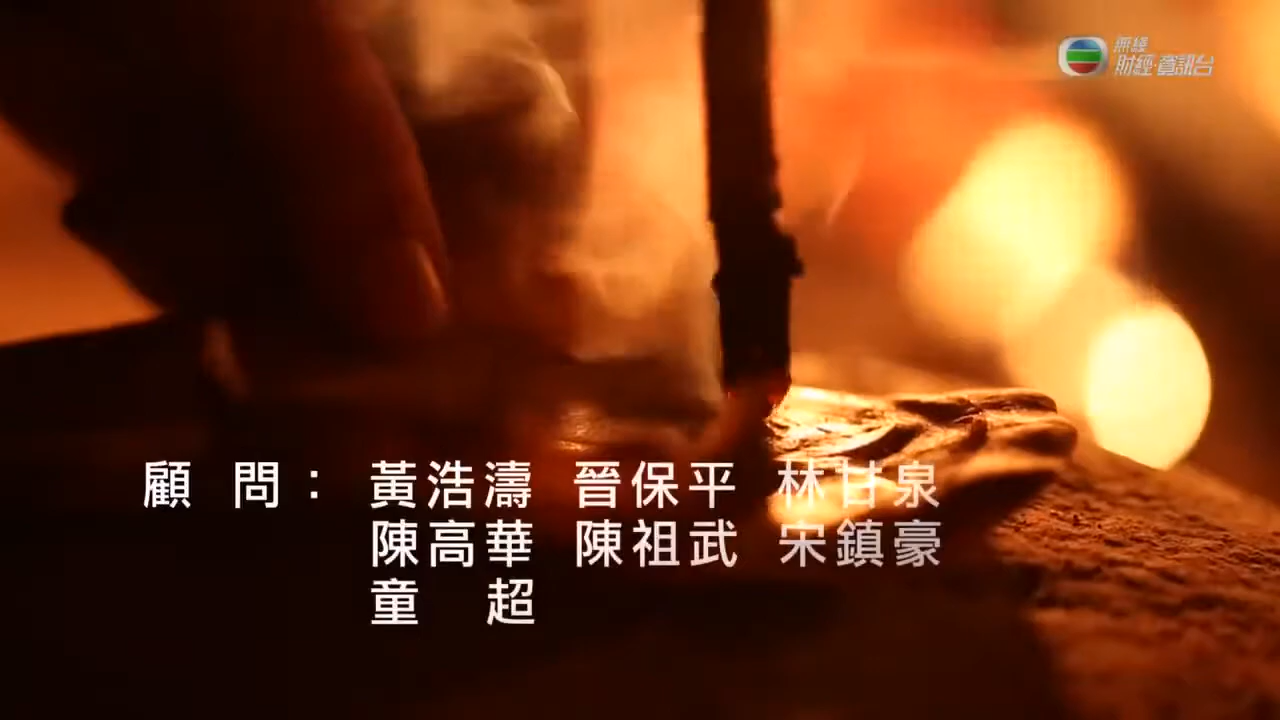 無綫
財經·資訊台
顧問：黃浩濤 晉保平 林甘泉
陳高華 陳祖武 宋鎮豪
童超